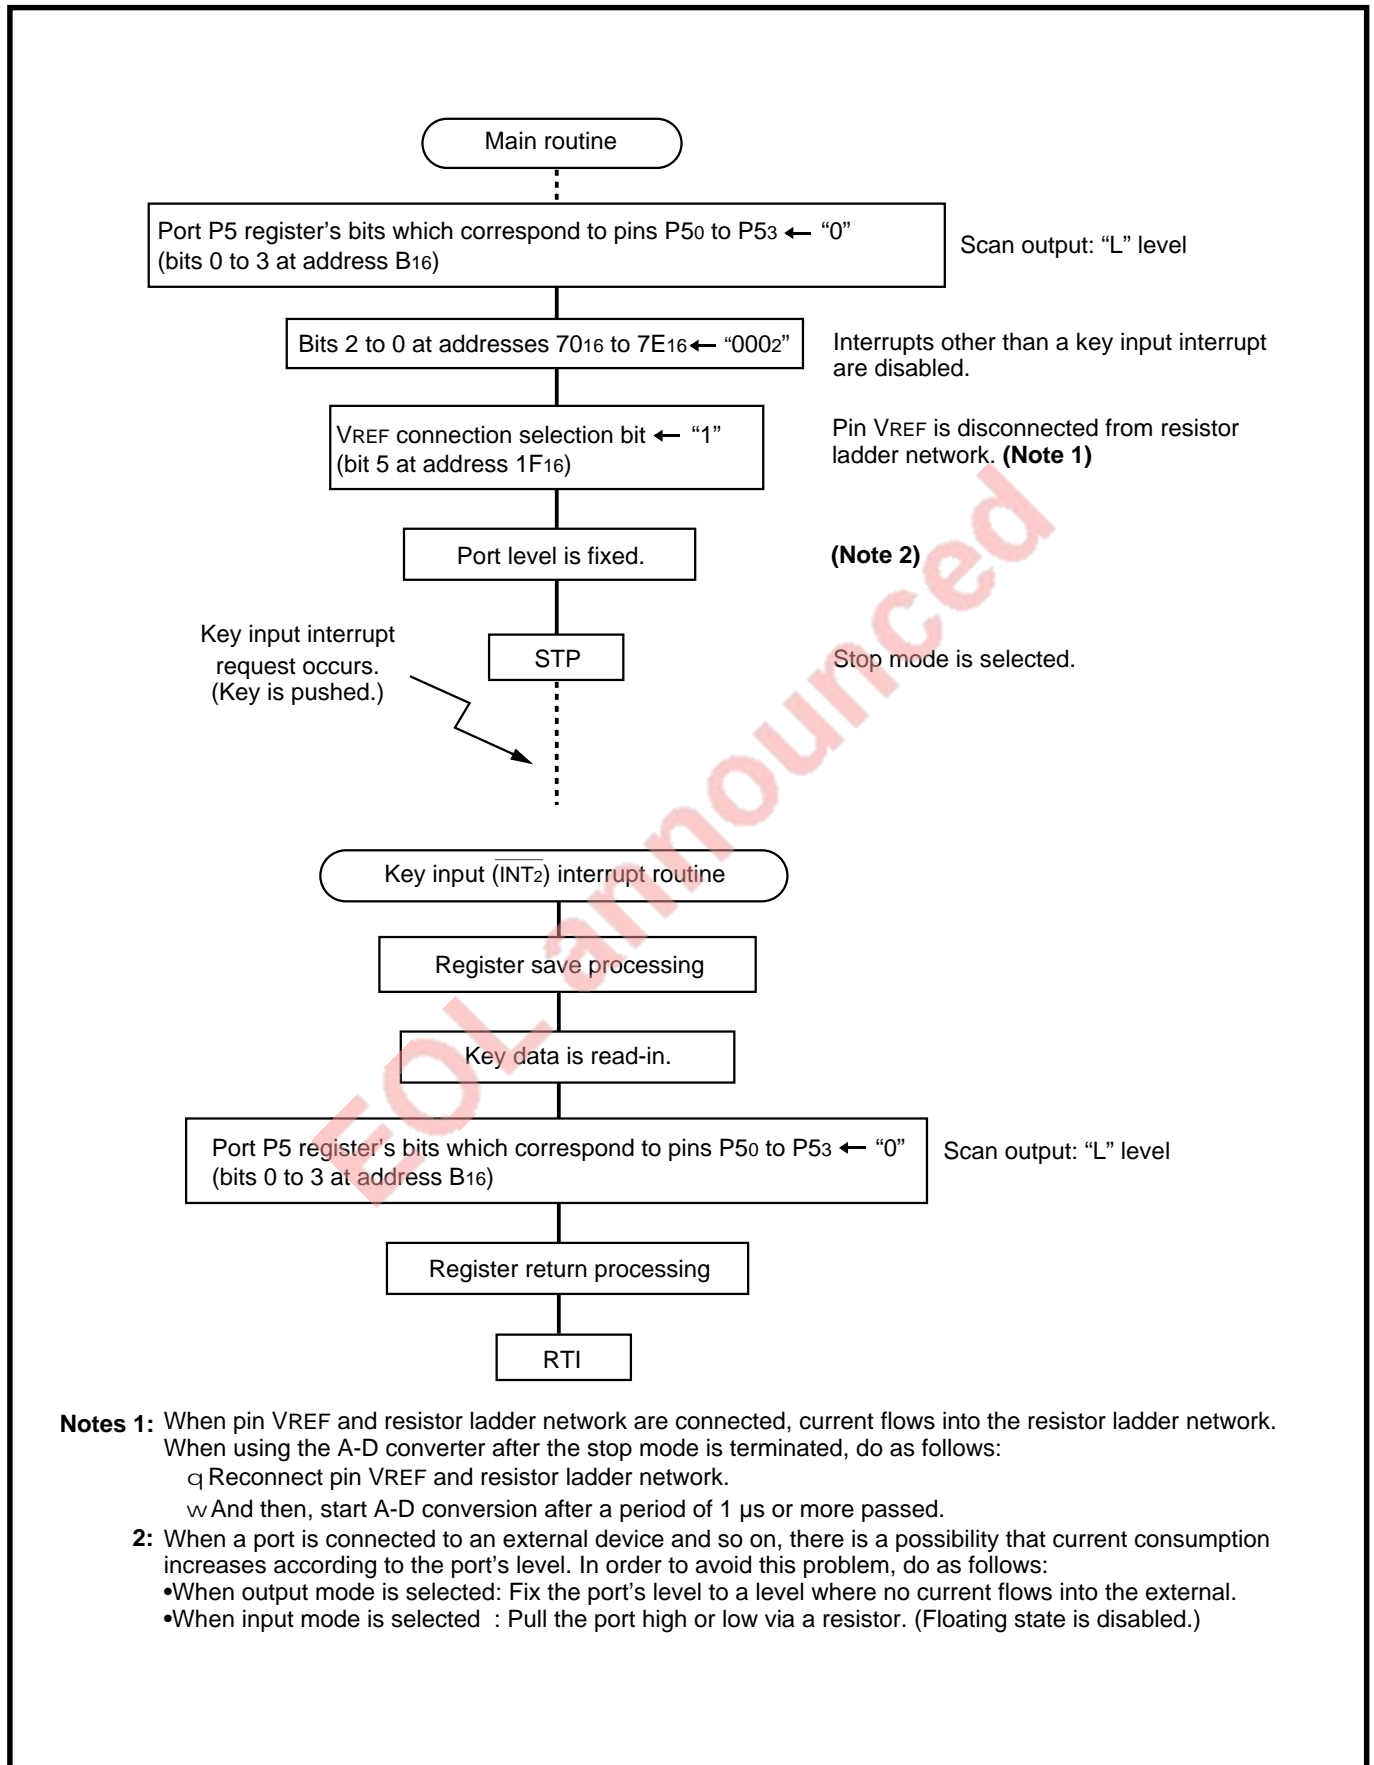 Main routine
Port P5 register’s bits which correspond to pins P50 to P53 ← “0”
(bits 0 to 3 at address B16)
Scan output: “L” level
Bits 2 to 0 at addresses 7016 to 7E16 ← “0002”
Interrupts other than a key input interrupt
are disabled.
VREF connection selection bit ← “1”
(bit 5 at address 1F16)
Pin VREF is disconnected from resistor
ladder network. (Note 1)
Port level is fixed.
(Note 2)
Key input interrupt
request occurs.
(Key is pushed.)
STP
Stop mode is selected.
Key input (INT2) interrupt routine
Register save processing
Key data is read-in.
Port P5 register’s bits which correspond to pins P50 to P53 ← “0”
(bits 0 to 3 at address B16)
Scan output: “L” level
Register return processing
RTI
EOL announced
Notes 1: When pin VREF and resistor ladder network are connected, current flows into the resistor ladder network.
When using the A-D converter after the stop mode is terminated, do as follows:
q Reconnect pin VREF and resistor ladder network.
w And then, start A-D conversion after a period of 1 µs or more passed.
2: When a port is connected to an external device and so on, there is a possibility that current consumption
increases according to the port’s level. In order to avoid this problem, do as follows:
•When output mode is selected: Fix the port’s level to a level where no current flows into the external.
•When input mode is selected : Pull the port high or low via a resistor. (Floating state is disabled.)